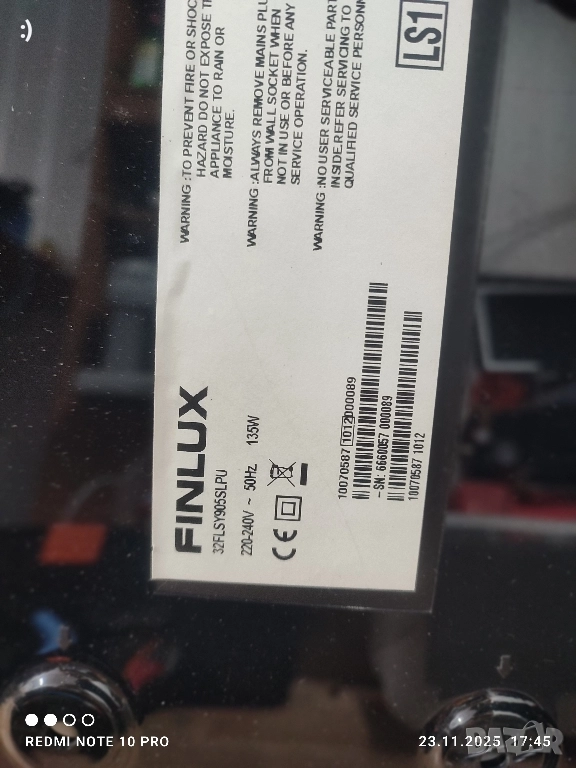 :)
WARNING :TO PREVENT FIRE OR SHOC
HAZARD DO NOT EXPOSE
APPLIANCE TO RAIN OR
MOISTURE.
WARNING :ALWAYS REMOVE MAINS PLU
FROM WALL SOCKET WHEN
NOT IN USE OR BEFORE ANY
SERVICE OPERATION.
WARNING :NO USER SERVICEABLE PAR
INSIDE.REFER SERVICING TO
QUALIFIED SERVICE PERSONN
LS1
FINLUX
32FLSY905SLPU
220-240V ~ 50Hz 135W
CE
10070587 1012000089
-SN: 6660057 000089
10070587 1012
REDMI NOTE 10 PRO
23.11.2025 17:45
BAZAR